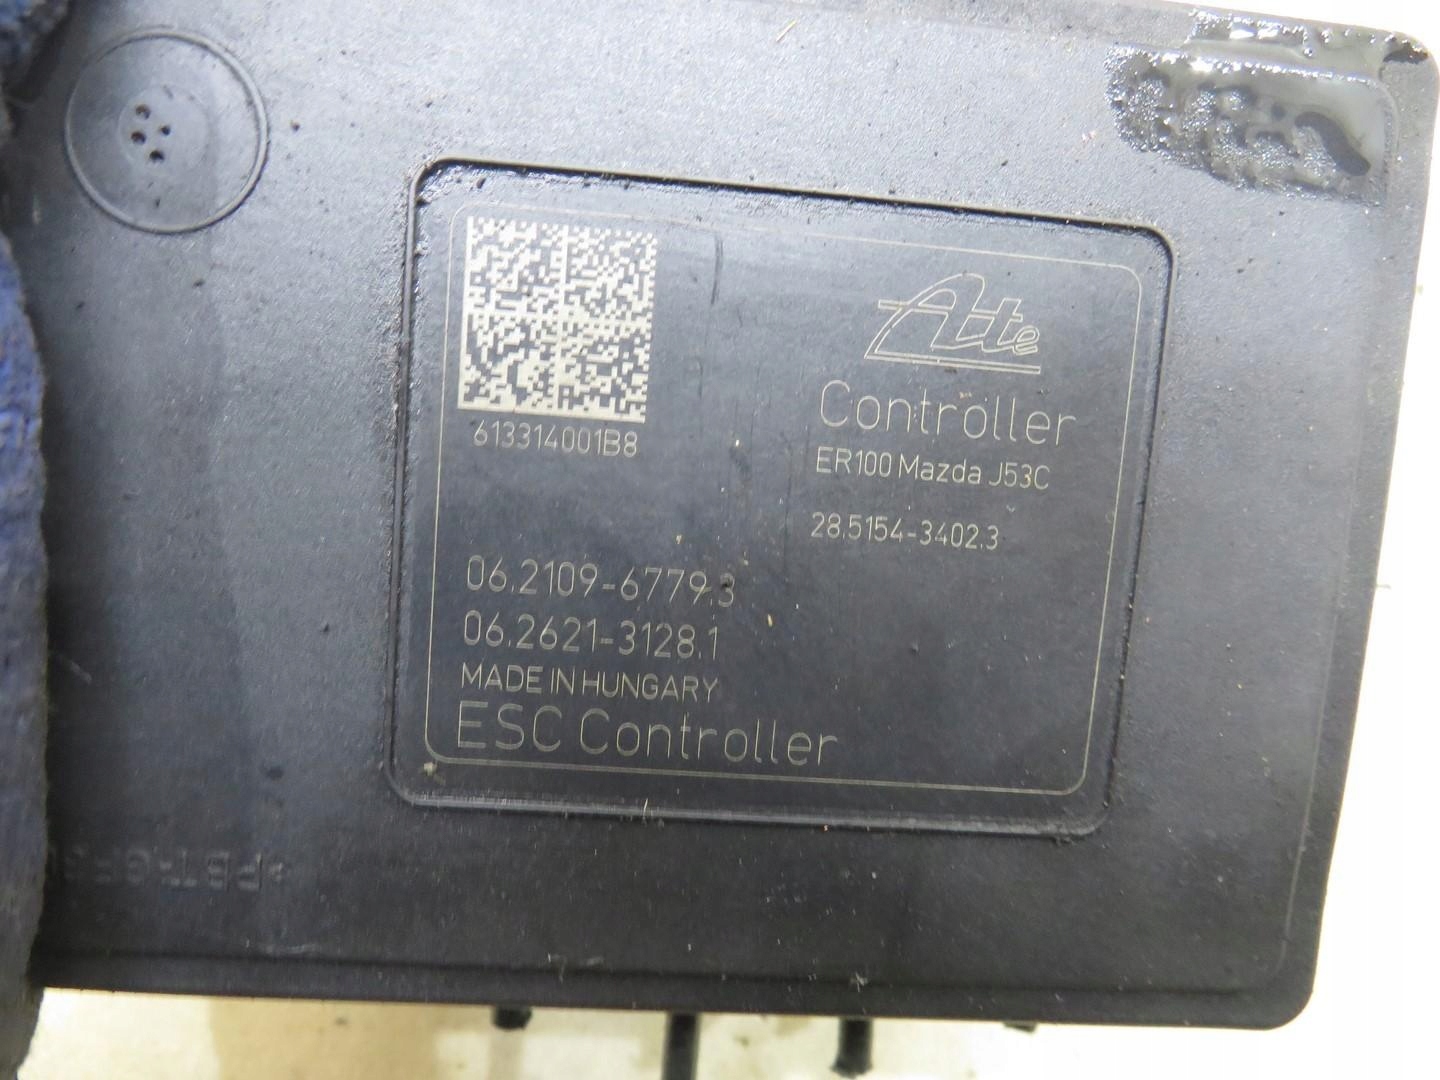 Ate
Controller
ER100 Mazda J53C
28.5154-3402.3
613314001B8
06.2109-6779.3
06.2621-3128.1
MADE IN HUNGARY
ESC Controller